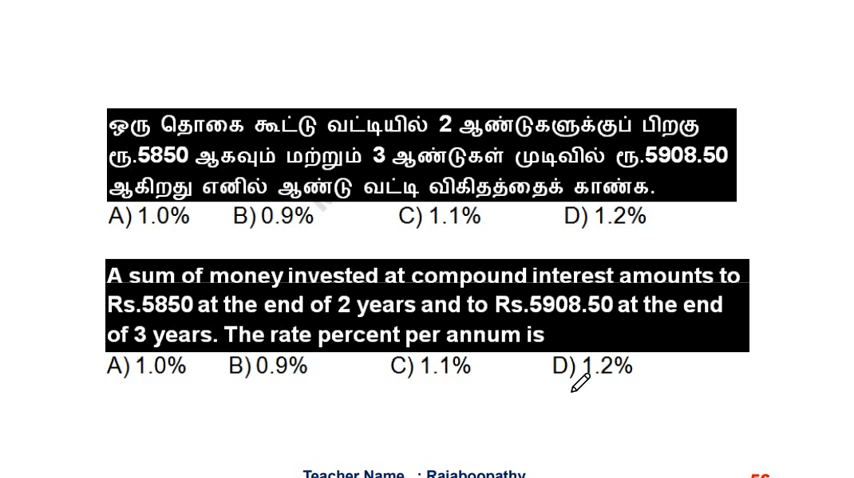 ஒரு தொகை கூட்டு வட்டியில் 2 ஆண்டுகளுக்குப் பிறகு
ரூ.5850 ஆகவும் மற்றும் 3 ஆண்டுகள் முடிவில் ரூ.5908.50
ஆகிறது எனில் ஆண்டு வட்டி விகிதத்தைக் காண்க.
A) 1.0% B) 0.9% C) 1.1% D) 1.2%
A sum of money invested at compound interest amounts to
Rs.5850 at the end of 2 years and to Rs.5908.50 at the end
of 3 years. The rate percent per annum is
A) 1.0% B) 0.9% C) 1.1% D) 1.2%
Teacher Name : Rajaboopathy